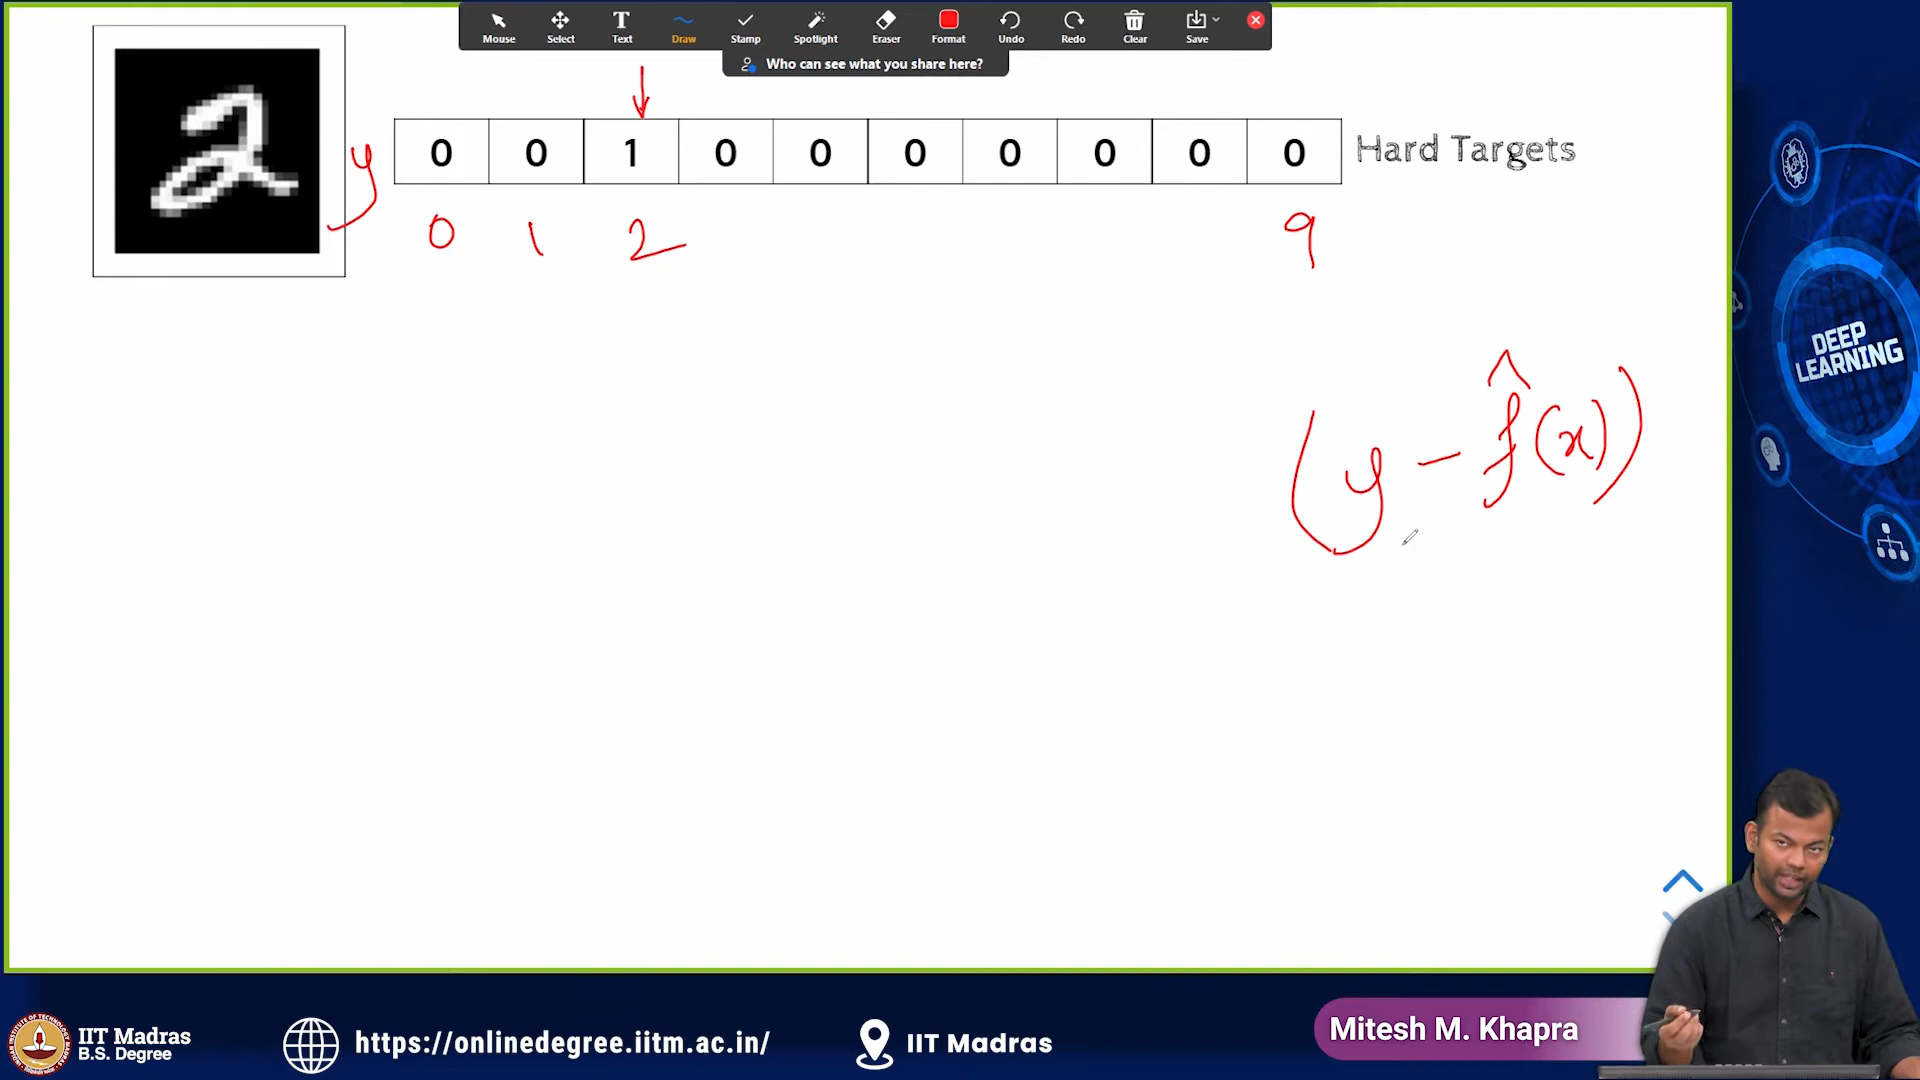 Mouse Select Text Draw Stamp Spotlight Eraser Format Undo Redo Clear Save
Who can see what you share here?
y 0 0 1 0 0 0 0 0 0 0 Hard Targets
0 1 2 9
(y - f̂(x))
DEEP LEARNING
IIT Madras
B.S. Degree
https://onlinedegree.iitm.ac.in/
IIT Madras
Mitesh M. Khapra